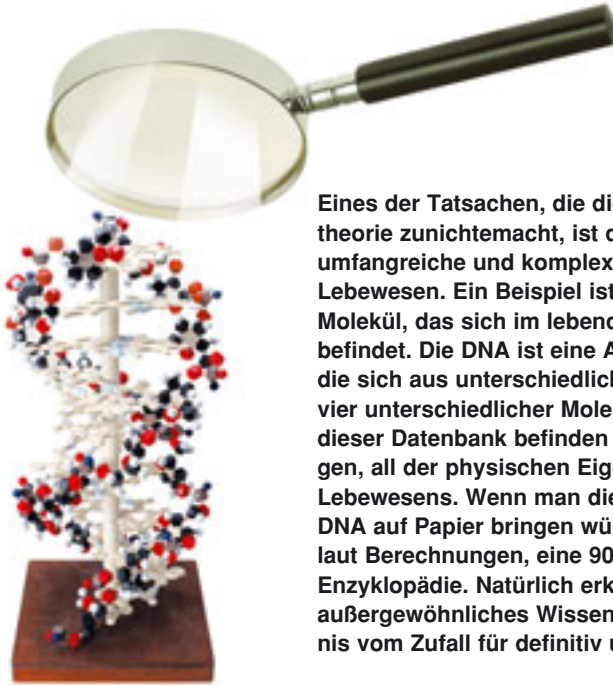 Eines der Tatsachen, die di
theorie zunichtemacht, ist d
umfangreiche und komplex
Lebewesen. Ein Beispiel ist
Molekül, das sich im lebend
befindet. Die DNA ist eine A
die sich aus unterschiedlich
vier unterschiedlicher Mole
dieser Datenbank befinden
gen, all der physischen Eige
Lebewesens. Wenn man die
DNA auf Papier bringen wü
laut Berechnungen, eine 90
Enzyklopädie. Natürlich erk
außergewöhnliches Wissen
nis vom Zufall für definitiv u